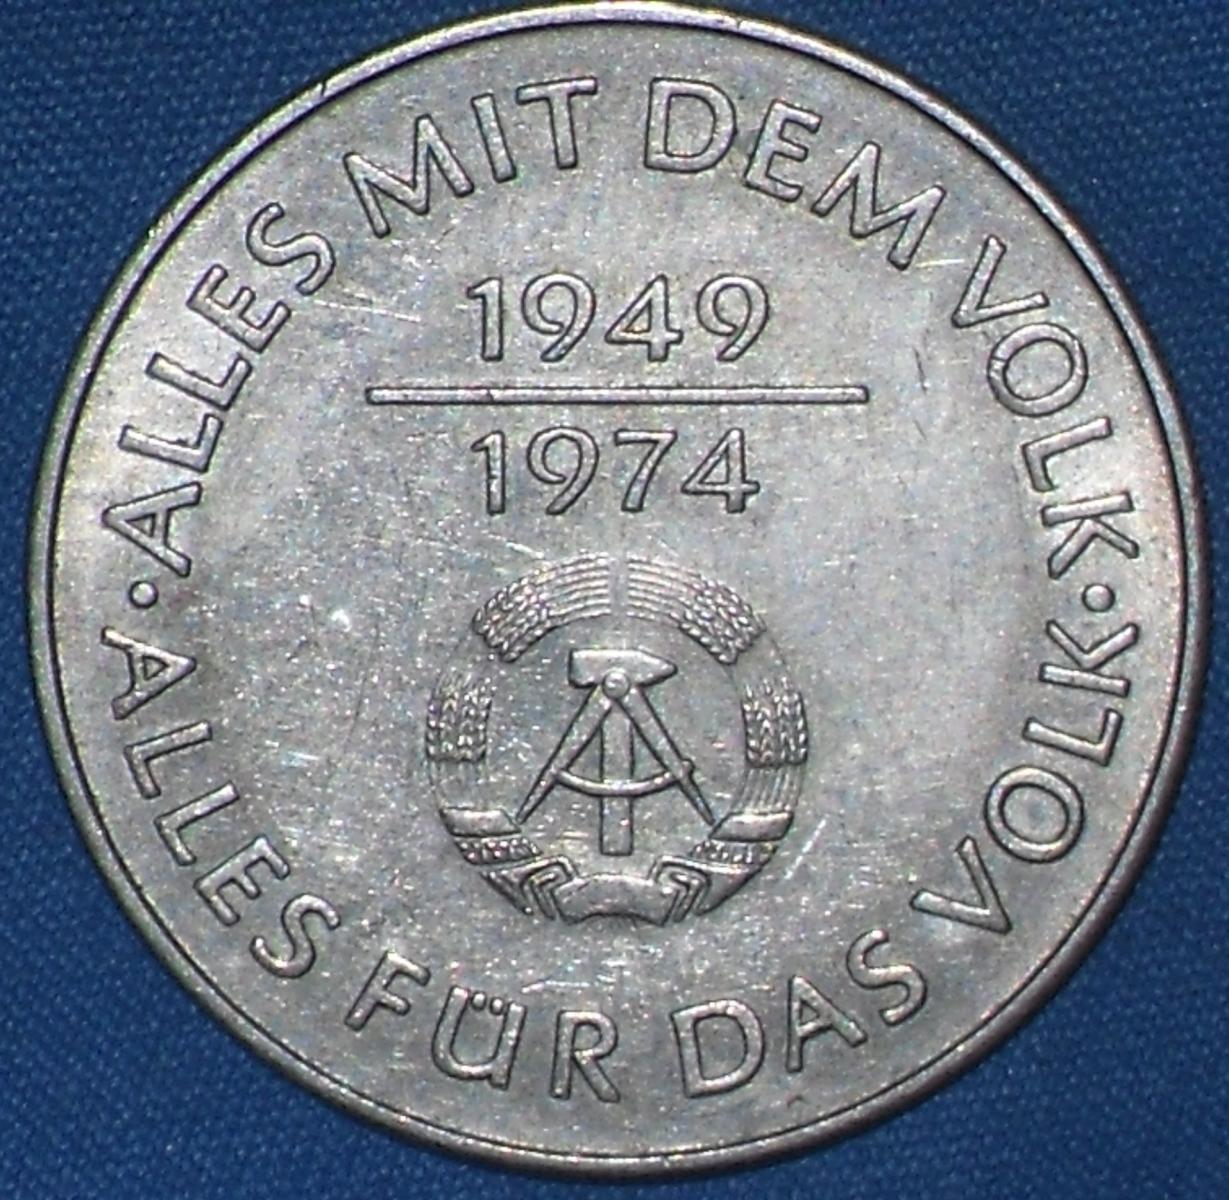 ALLES MIT DEM VOLK ·
1949
1974
ALLES FÜR DAS VOLK ·